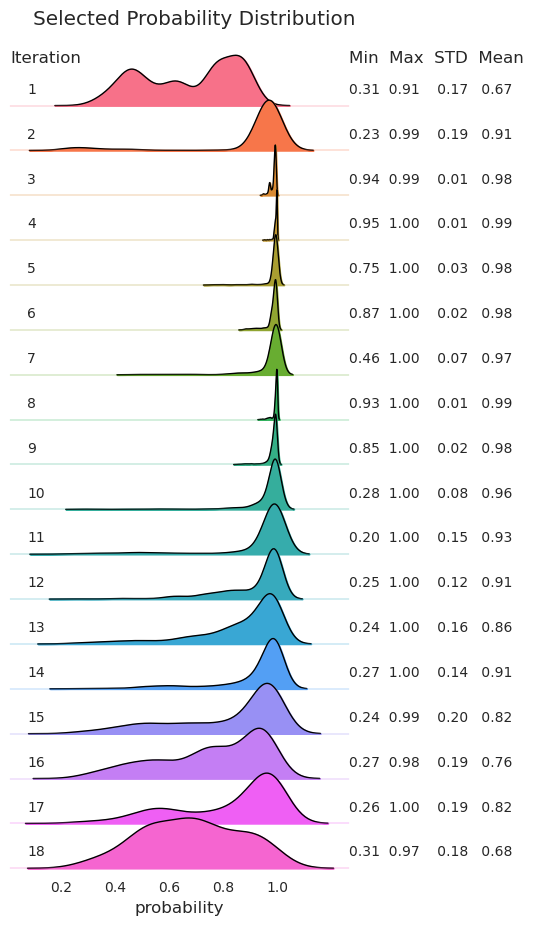 Selected Probability Distribution
Iteration Min Max STD Mean
1 0.31 0.91 0.17 0.67
2 0.23 0.99 0.19 0.91
3 0.94 0.99 0.01 0.98
4 0.95 1.00 0.01 0.99
5 0.75 1.00 0.03 0.98
6 0.87 1.00 0.02 0.98
7 0.46 1.00 0.07 0.97
8 0.93 1.00 0.01 0.99
9 0.85 1.00 0.02 0.98
10 0.28 1.00 0.08 0.96
11 0.20 1.00 0.15 0.93
12 0.25 1.00 0.12 0.91
13 0.24 1.00 0.16 0.86
14 0.27 1.00 0.14 0.91
15 0.24 0.99 0.20 0.82
16 0.27 0.98 0.19 0.76
17 0.26 1.00 0.19 0.82
18 0.31 0.97 0.18 0.68
0.2 0.4 0.6 0.8 1.0
probability